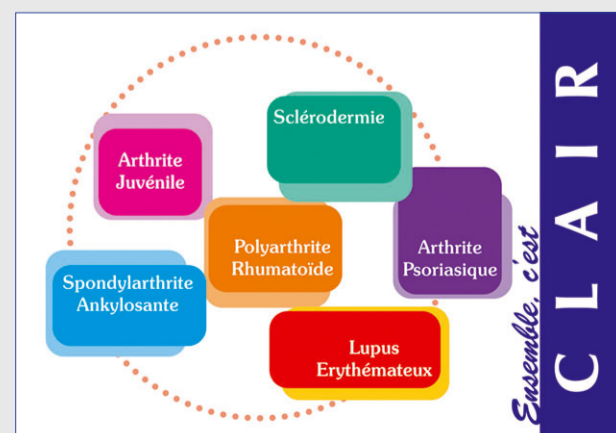 Sclérodermie
Arthrite
Juvénile
Polyarthrite
Rhumatoïde
Arthrite
Psoriasique
Spondylarthrite
Ankylosante
Lupus
Erythémateux
Ensemble, c'est
CLAIR